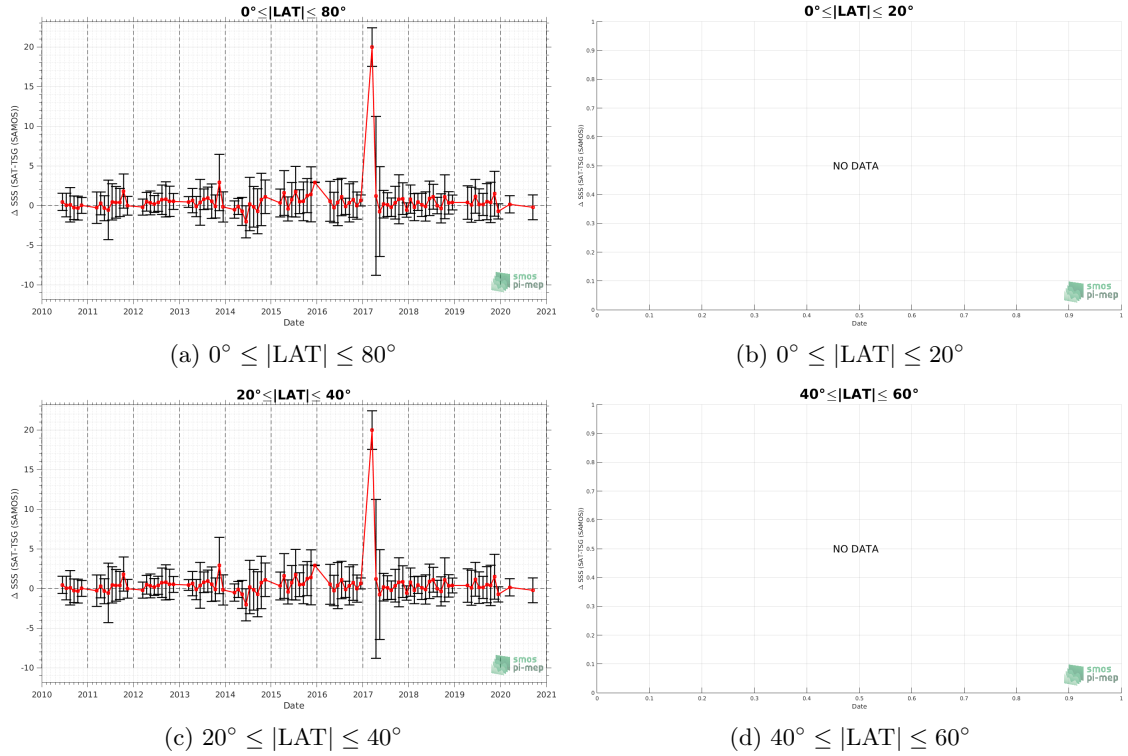 0°≤|LAT|≤ 80°
Δ SSS (SAT-TSG (SAMOS))
20
15
10
5
0
-5
-10
2010 2011 2012 2013 2014 2015 2016 2017 2018 2019 2020 2021
Date
smos
pi-mep
(a) 0° ≤ |LAT| ≤ 80°
0°≤|LAT|≤ 20°
Δ SSS (SAT-TSG (SAMOS))
1
0.9
0.8
0.7
0.6
0.5
0.4
0.3
0.2
0.1
0
NO DATA
0 0.1 0.2 0.3 0.4 0.5 0.6 0.7 0.8 0.9 1
Date
smos
pi-mep
(b) 0° ≤ |LAT| ≤ 20°
20°≤|LAT|≤ 40°
Δ SSS (SAT-TSG (SAMOS))
20
15
10
5
0
-5
-10
2010 2011 2012 2013 2014 2015 2016 2017 2018 2019 2020 2021
Date
smos
pi-mep
(c) 20° ≤ |LAT| ≤ 40°
40°≤|LAT|≤ 60°
Δ SSS (SAT-TSG (SAMOS))
1
0.9
0.8
0.7
0.6
0.5
0.4
0.3
0.2
0.1
0
NO DATA
0 0.1 0.2 0.3 0.4 0.5 0.6 0.7 0.8 0.9 1
Date
smos
pi-mep
(d) 40° ≤ |LAT| ≤ 60°